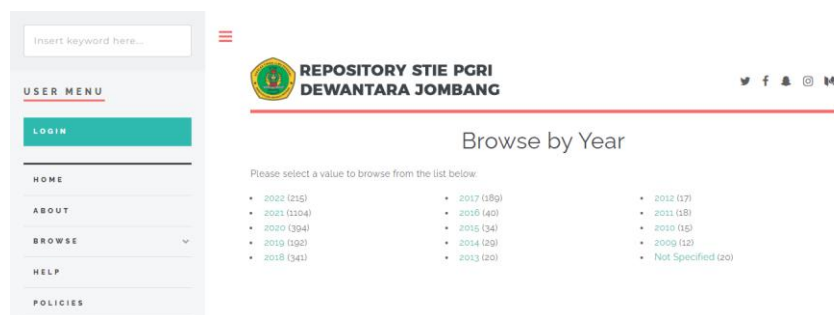 Insert keyword here...
USER MENU
LOGIN
HOME
ABOUT
BROWSE
HELP
POLICIES
REPOSITORY STIE PGRI
DEWANTARA JOMBANG
Browse by Year
Please select a value to browse from the list below.
2022 (215)
2021 (1104)
2020 (394)
2019 (192)
2018 (341)
2017 (189)
2016 (40)
2015 (34)
2014 (29)
2013 (20)
2012 (17)
2011 (18)
2010 (15)
2009 (12)
Not Specified (20)